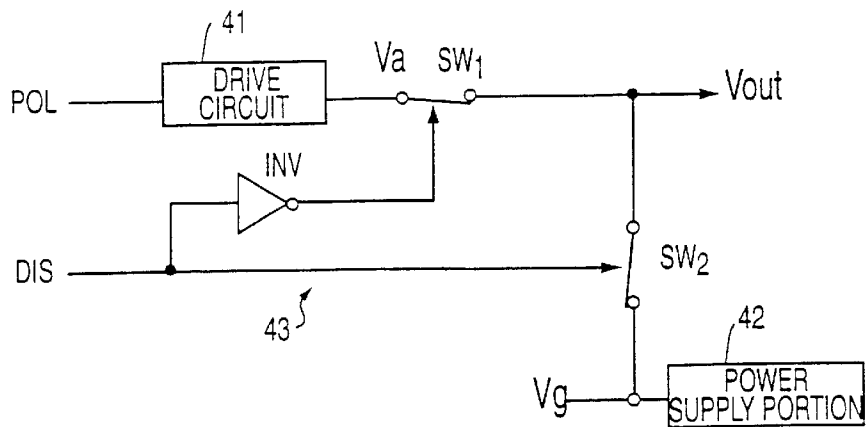 41
DRIVE
CIRCUIT
POL
Va
SW1
Vout
INV
DIS
SW2
43
42
Vg
POWER
SUPPLY PORTION